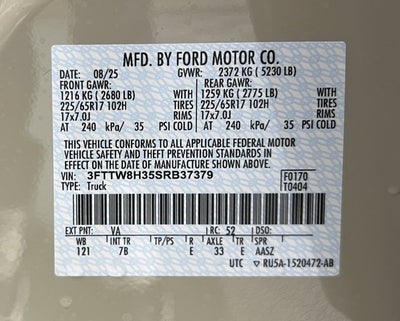 MFD. BY FORD MOTOR CO.
DATE: 08/25 GVWR: 2372 KG ( 5230 LB)
FRONT GAWR: REAR GAWR:
1216 KG ( 2680 LB) 1259 KG ( 2775 LB)
225/65R17 102H TIRES 225/65R17 102H TIRES
17x7.0J RIMS 17x7.0J RIMS
AT 240 kPa/ 35 PSI COLD AT 240 kPa/ 35 PSI COLD
THIS VEHICLE CONFORMS TO ALL APPLICABLE FEDERAL MOTOR
VEHICLE SAFETY AND THEFT PREVENTION STANDARDS IN
EFFECT ON THE DATE OF MANUFACTURE SHOWN ABOVE.
VIN: 3FTTW8H35SRB37379 F0170
TYPE: Truck T0404
EXT PNT: VA RC: 52 DSO:
WB INT TR TP/PS R AXLE TR SPR
121 7B E 33 E AASZ
UTC RU5A-1520472-AB